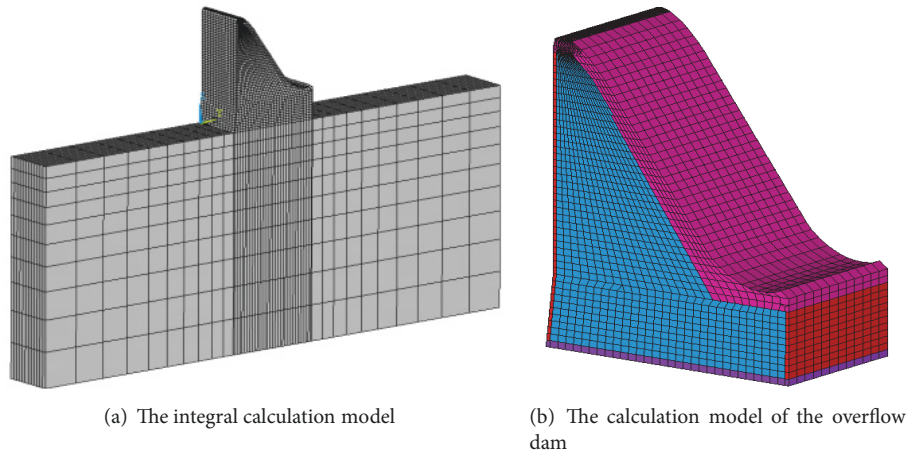 (a) The integral calculation model
(b) The calculation model of the overflow
dam